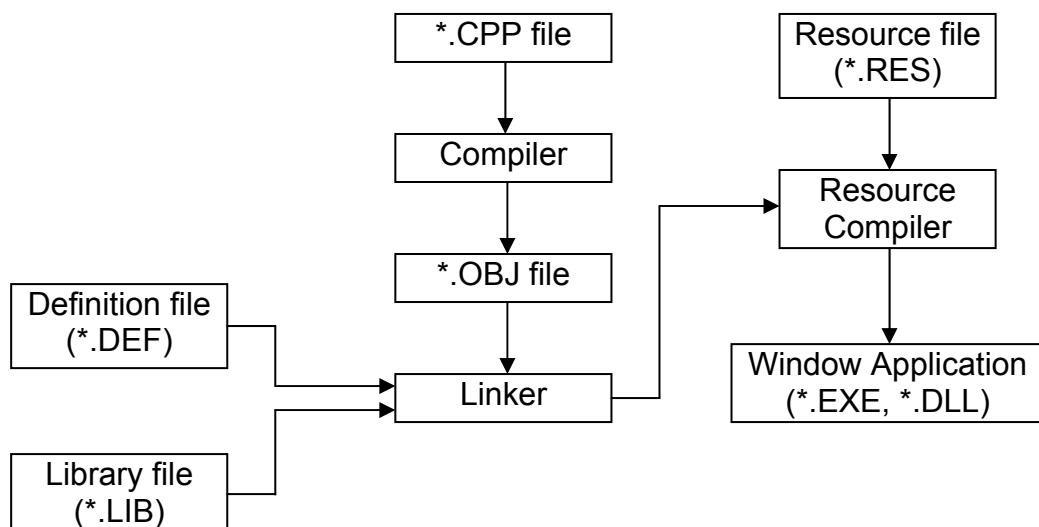 *.CPP file
Resource file
(*.RES)
Compiler
Resource
Compiler
*.OBJ file
Definition file
(*.DEF)
Linker
Window Application
(*.EXE, *.DLL)
Library file
(*.LIB)